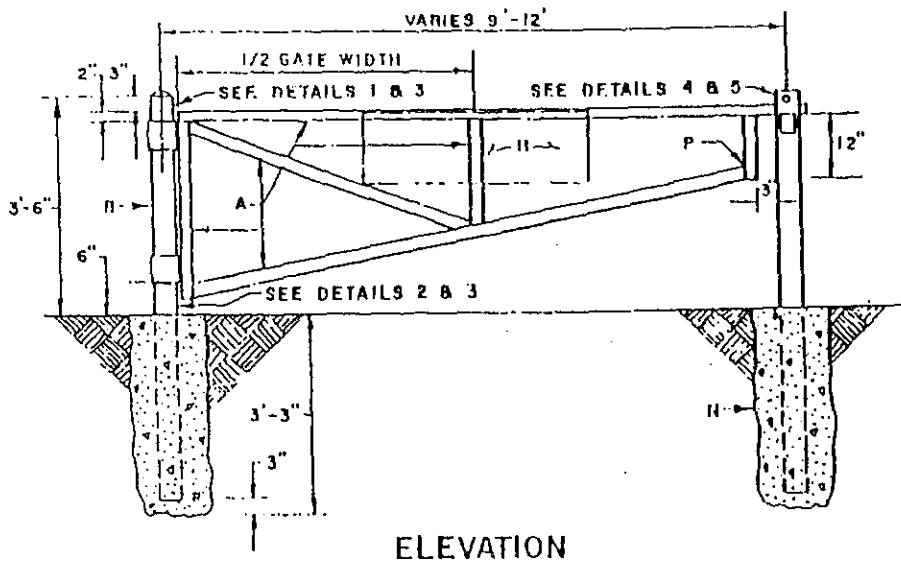 VARIES 9'-12'
1/2 GATE WIDTH
2" 3"
SEE DETAILS 1 & 3
SEE DETAILS 4 & 5
P
12"
A
3"
3'-6"
6"
SEE DETAILS 2 & 3
3'-3"
N
3"
ELEVATION